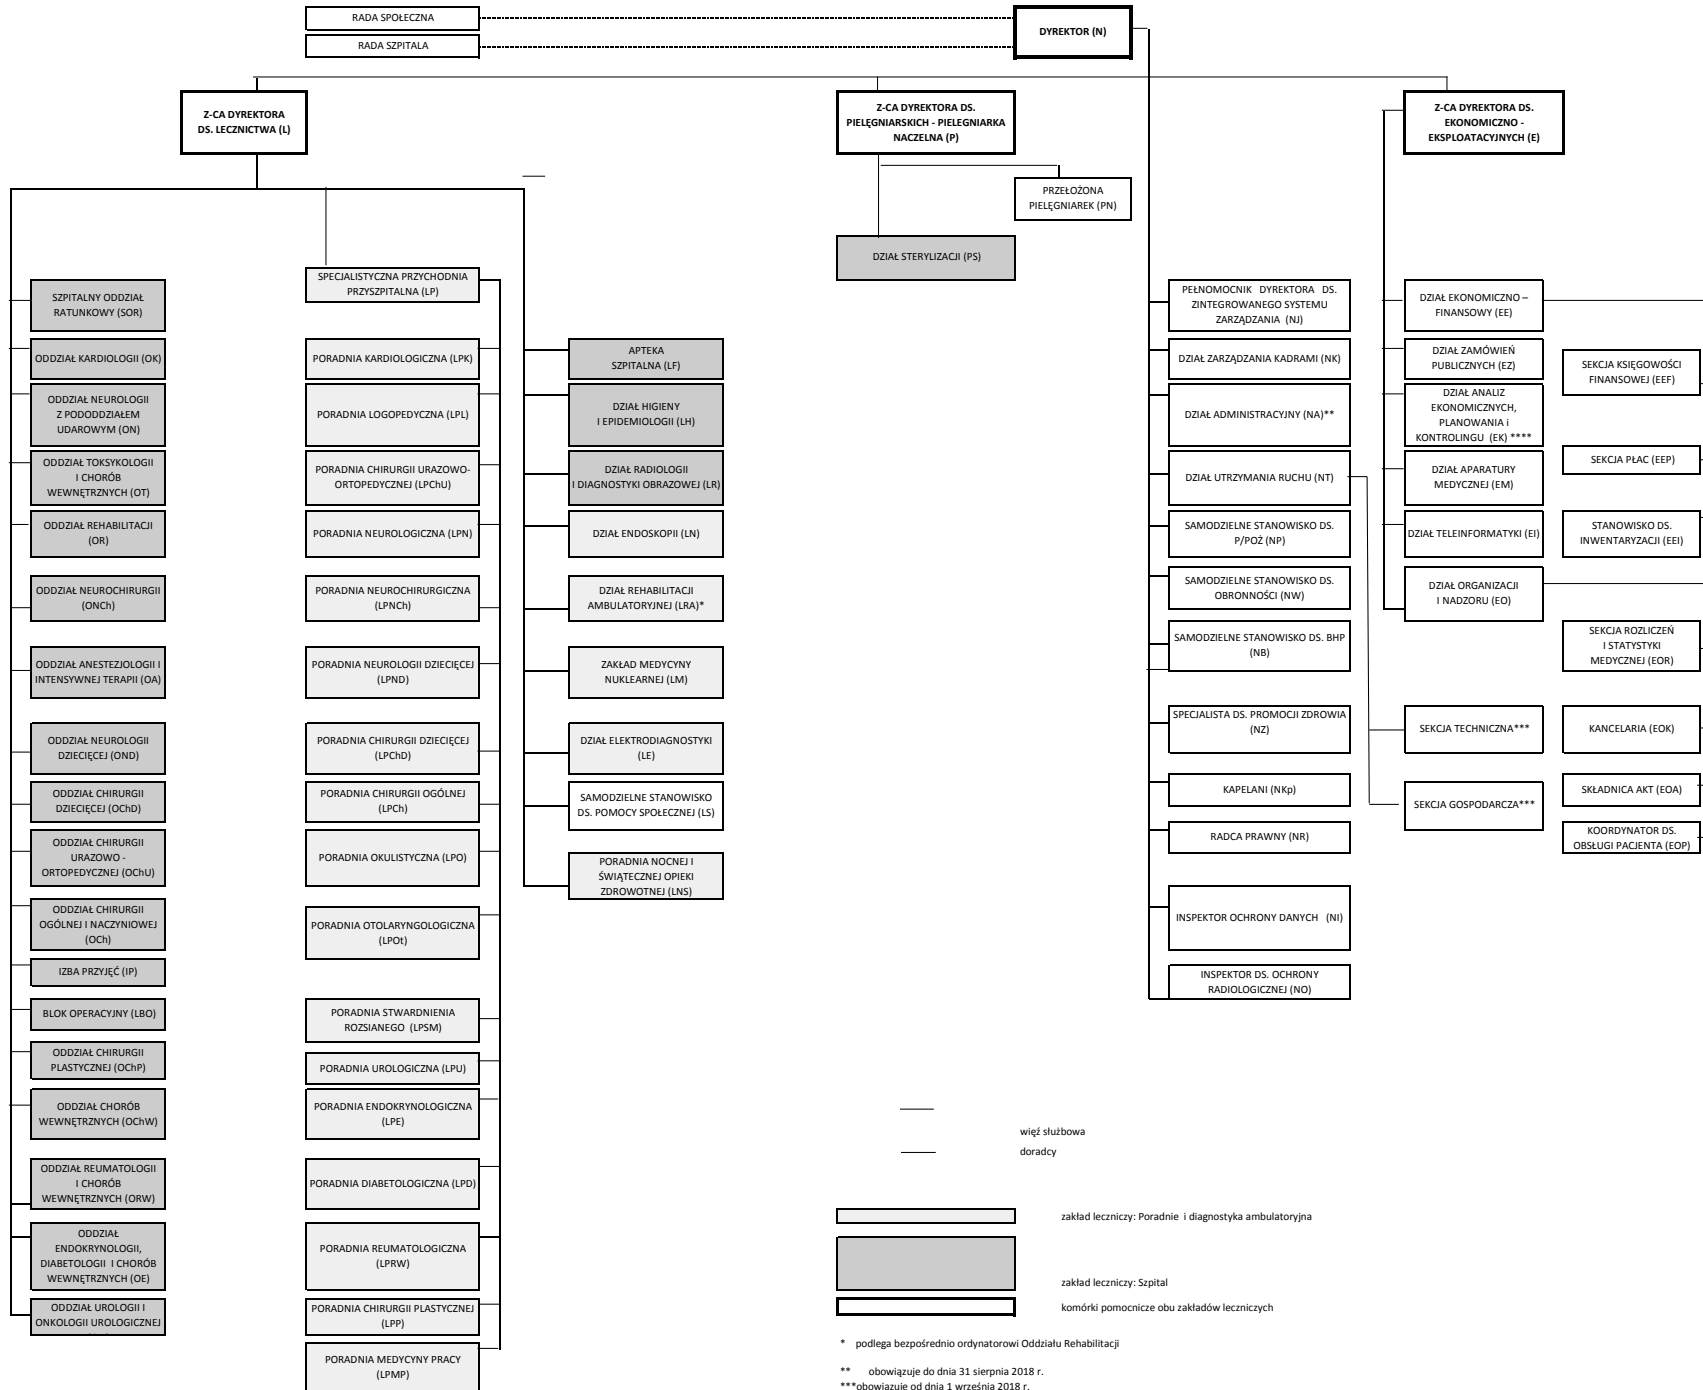 RADA SPOŁECZNA
RADA SZPITALA
DYREKTOR (N)
Z-CA DYREKTORA
DS. LECZNICTWA (L)
Z-CA DYREKTORA DS.
PIELĘGNIARSKICH - PIELEGNIARKA
NACZELNA (P)
Z-CA DYREKTORA DS.
EKONOMICZNO -
EKSPLOATACYJNYCH (E)
PRZEŁOŻONA
PIELĘGNIAREK (PN)
DZIAŁ STERYLIZACJI (PS)
SZPITALNY ODDZIAŁ
RATUNKOWY (SOR)
ODDZIAŁ KARDIOLOGII (OK)
ODDZIAŁ NEUROLOGII
Z PODODDZIAŁEM
UDAROWYM (ON)
ODDZIAŁ TOKSYKOLOGII
I CHORÓB
WEWNĘTRZNYCH (OT)
ODDZIAŁ REHABILITACJI
(OR)
ODDZIAŁ NEUROCHIRURGII
(ONCh)
ODDZIAŁ ANESTEZJOLOGII I
INTENSYWNEJ TERAPII (OA)
ODDZIAŁ NEUROLOGII
DZIECIĘCEJ (OND)
ODDZIAŁ CHIRURGII
DZIECIĘCEJ (OChD)
ODDZIAŁ CHIRURGII
URAZOWO -
ORTOPEDYCZNEJ (OChU)
ODDZIAŁ CHIRURGII
OGÓLNEJ I NACZYNIOWEJ
(OCh)
IZBA PRZYJĘĆ (IP)
BLOK OPERACYJNY (LBO)
ODDZIAŁ CHIRURGII
PLASTYCZNEJ (OChP)
ODDZIAŁ CHORÓB
WEWNĘTRZNYCH (OChW)
ODDZIAŁ REUMATOLOGII
I CHORÓB
WEWNĘTRZNYCH (ORW)
ODDZIAŁ
ENDOKRYNOLOGII,
DIABETOLOGII I CHORÓB
WEWNĘTRZNYCH (OE)
ODDZIAŁ UROLOGII I
ONKOLOGII UROLOGICZNEJ
SPECJALISTYCZNA PRZYCHODNIA
PRZYSZPITALNA (LP)
PORADNIA KARDIOLOGICZNA (LPK)
PORADNIA LOGOPEDYCZNA (LPL)
PORADNIA CHIRURGII URAZOWO-
ORTOPEDYCZNEJ (LPChU)
PORADNIA NEUROLOGICZNA (LPN)
PORADNIA NEUROCHIRURGICZNA
(LPNCh)
PORADNIA NEUROLOGII DZIECIĘCEJ
(LPND)
PORADNIA CHIRURGII DZIECIĘCEJ
(LPChD)
PORADNIA CHIRURGII OGÓLNEJ
(LPCh)
PORADNIA OKULISTYCZNA (LPO)
PORADNIA OTOLARYNGOLOGICZNA
(LPOt)
PORADNIA STWARDNIENIA
ROZSIANEGO (LPSM)
PORADNIA UROLOGICZNA (LPU)
PORADNIA ENDOKRYNOLOGICZNA
(LPE)
PORADNIA DIABETOLOGICZNA (LPD)
PORADNIA REUMATOLOGICZNA
(LPRW)
PORADNIA CHIRURGII PLASTYCZNEJ
(LPP)
PORADNIA MEDYCYNY PRACY
(LPMP)
APTEKA
SZPITALNA (LF)
DZIAŁ HIGIENY
I EPIDEMIOLOGII (LH)
DZIAŁ RADIOLOGII
I DIAGNOSTYKI OBRAZOWEJ (LR)
DZIAŁ ENDOSKOPII (LN)
DZIAŁ REHABILITACJI
AMBULATORYJNEJ (LRA)*
ZAKŁAD MEDYCYNY
NUKLEARNEJ (LM)
DZIAŁ ELEKTRODIAGNOSTYKI
(LE)
SAMODZIELNE STANOWISKO
DS. POMOCY SPOŁECZNEJ (LS)
PORADNIA NOCNEJ I
ŚWIĄTECZNEJ OPIEKI
ZDROWOTNEJ (LNS)
PEŁNOMOCNIK DYREKTORA DS.
ZINTEGROWANEGO SYSTEMU
ZARZĄDZANIA (NJ)
DZIAŁ ZARZĄDZANIA KADRAMI (NK)
DZIAŁ ADMINISTRACYJNY (NA)**
DZIAŁ UTRZYMANIA RUCHU (NT)
SAMODZIELNE STANOWISKO DS.
P/POŻ (NP)
SAMODZIELNE STANOWISKO DS.
OBRONNOŚCI (NW)
SAMODZIELNE STANOWISKO DS. BHP
(NB)
SPECJALISTA DS. PROMOCJI ZDROWIA
(NZ)
KAPELANI (NKp)
RADCA PRAWNY (NR)
INSPEKTOR OCHRONY DANYCH (NI)
INSPEKTOR DS. OCHRONY
RADIOLOGICZNEJ (NO)
DZIAŁ EKONOMICZNO –
FINANSOWY (EE)
DZIAŁ ZAMÓWIEŃ
PUBLICZNYCH (EZ)
DZIAŁ ANALIZ
EKONOMICZNYCH,
PLANOWANIA i
KONTROLINGU (EK) ****
DZIAŁ APARATURY
MEDYCZNEJ (EM)
DZIAŁ TELEINFORMATYKI (EI)
DZIAŁ ORGANIZACJI
I NADZORU (EO)
SEKCJA TECHNICZNA***
SEKCJA GOSPODARCZA***
SEKCJA KSIĘGOWOŚCI
FINANSOWEJ (EEF)
SEKCJA PŁAC (EEP)
STANOWISKO DS.
INWENTARYZACJI (EEI)
SEKCJA ROZLICZEŃ
I STATYSTYKI
MEDYCZNEJ (EOR)
KANCELARIA (EOK)
SKŁADNICA AKT (EOA)
KOORDYNATOR DS.
OBSŁUGI PACJENTA (EOP)
więź służbowa
doradcy
zakład leczniczy: Poradnie i diagnostyka ambulatoryjna
zakład leczniczy: Szpital
komórki pomocnicze obu zakładów leczniczych
* podlega bezpośrednio ordynatorowi Oddziału Rehabilitacji
** obowiązuje do dnia 31 sierpnia 2018 r.
***obowiązuje od dnia 1 września 2018 r.